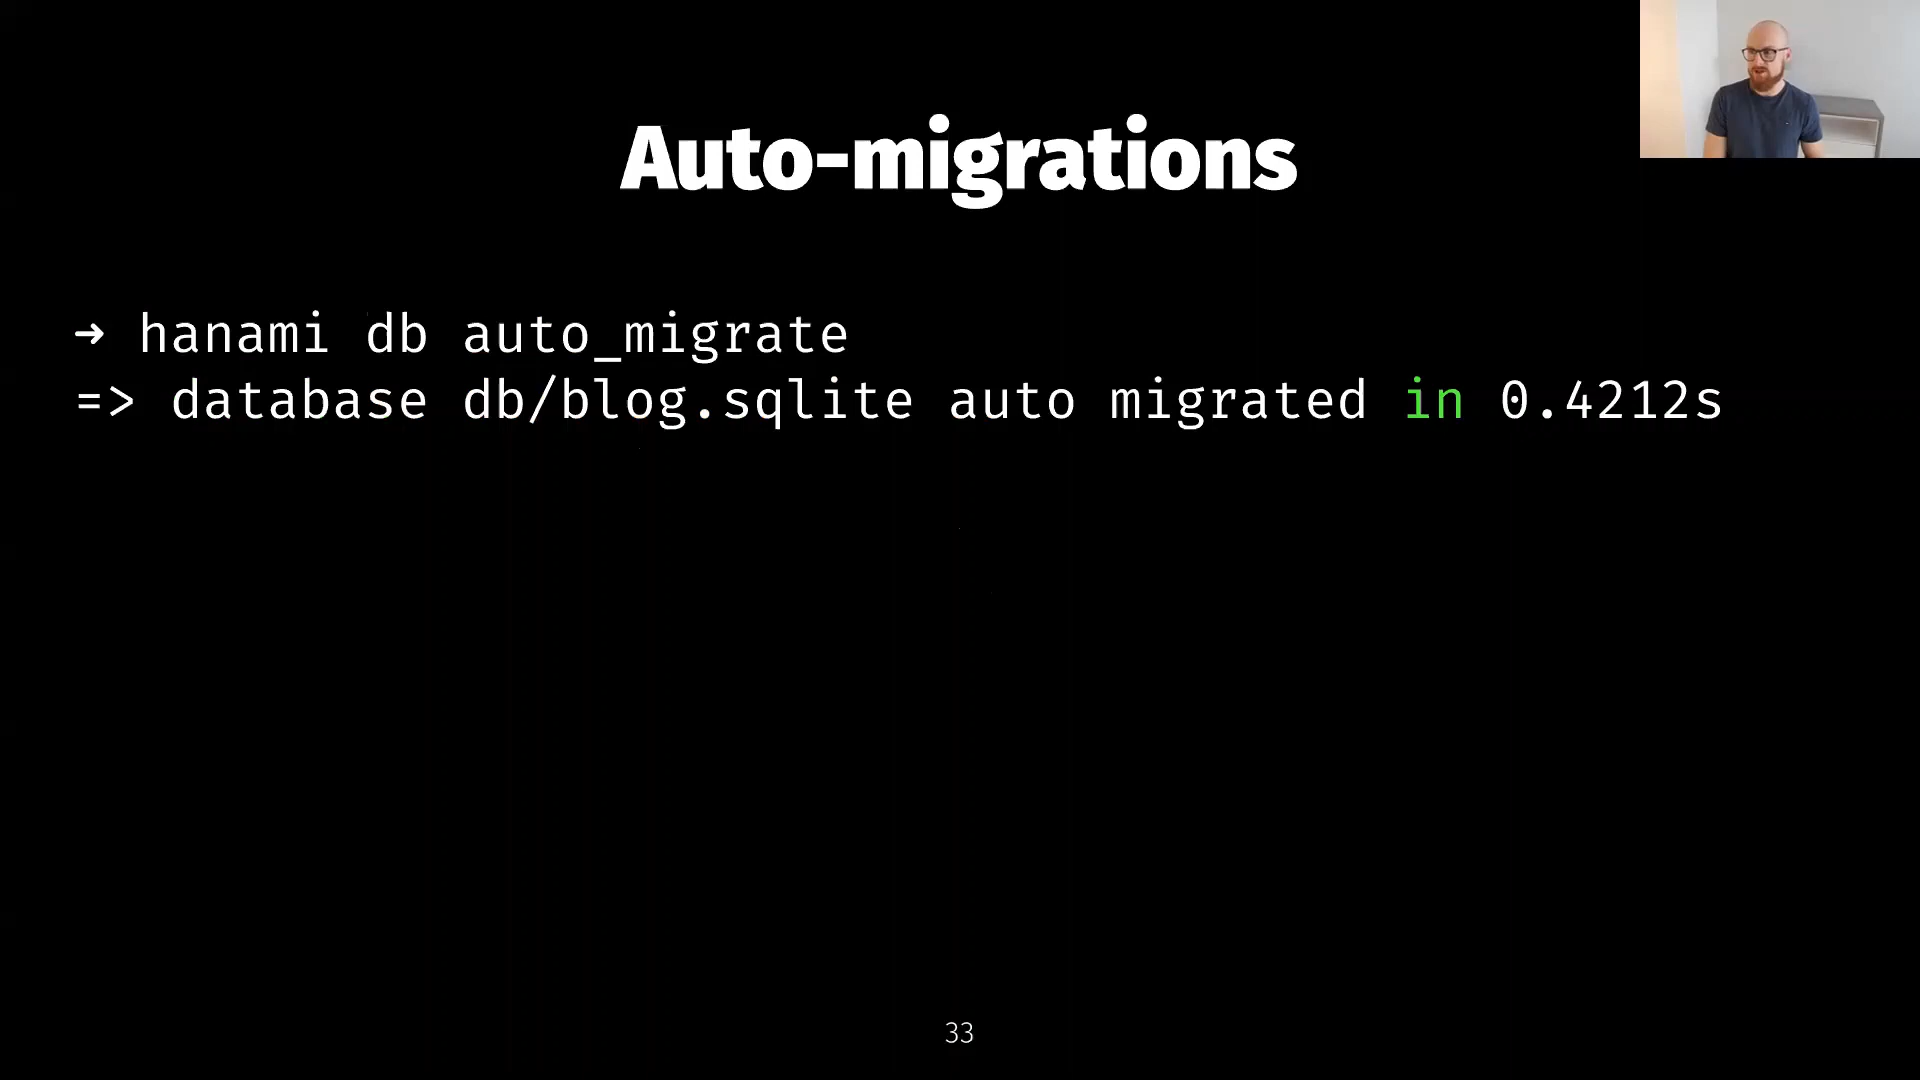 Auto-migrations
➜ hanami db auto_migrate
=> database db/blog.sqlite auto migrated in 0.4212s
33